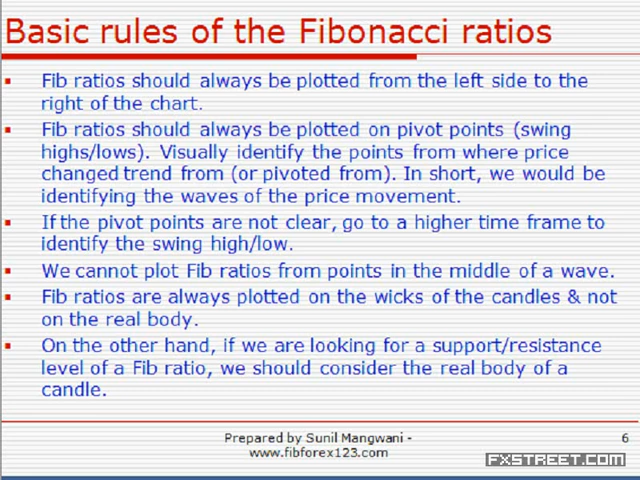 Basic rules of the Fibonacci ratios
▪ Fib ratios should always be plotted from the left side to the
right of the chart.
▪ Fib ratios should always be plotted on pivot points (swing
highs/lows). Visually identify the points from where price
changed trend from (or pivoted from). In short, we would be
identifying the waves of the price movement.
▪ If the pivot points are not clear, go to a higher time frame to
identify the swing high/low.
▪ We cannot plot Fib ratios from points in the middle of a wave.
▪ Fib ratios are always plotted on the wicks of the candles & not
on the real body.
▪ On the other hand, if we are looking for a support/resistance
level of a Fib ratio, we should consider the real body of a
candle.
Prepared by Sunil Mangwani -
www.fibforex123.com
6
FXSTREET.COM